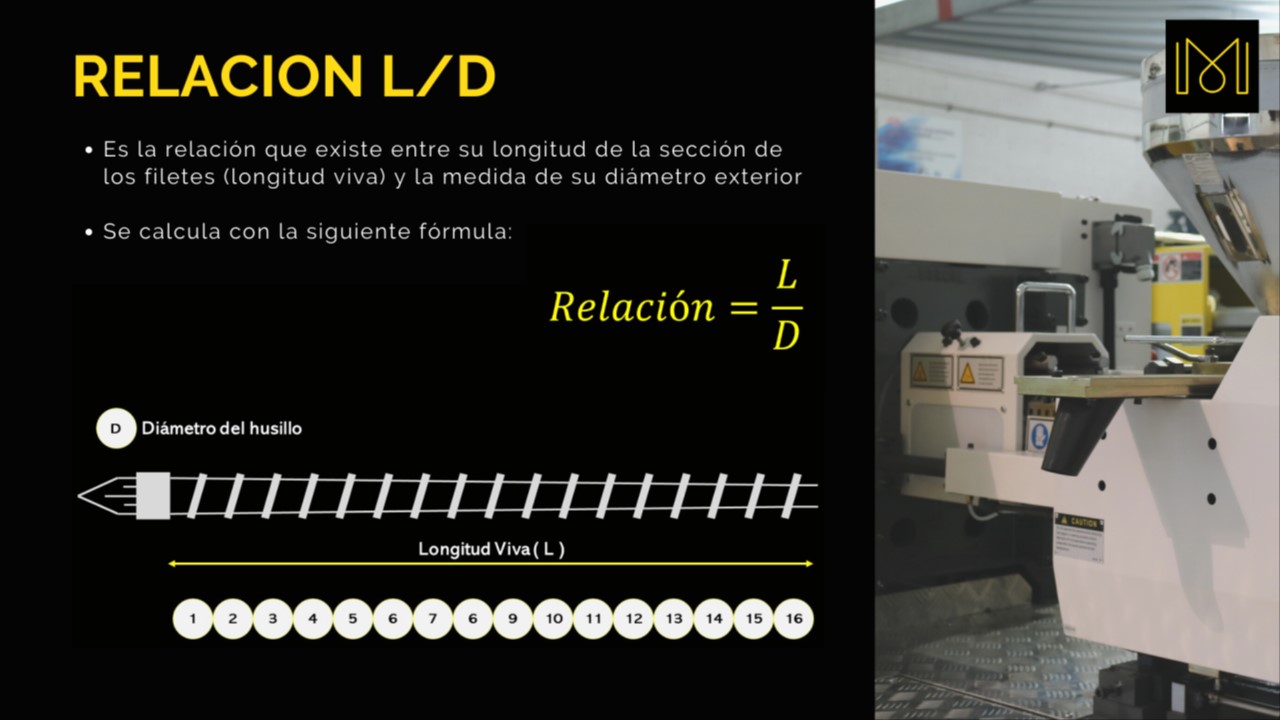 RELACION L/D
• Es la relación que existe entre su longitud de la sección de
los filetes (longitud viva) y la medida de su diámetro exterior
• Se calcula con la siguiente fórmula:
Relación = L/D
D Diámetro del husillo
Longitud Viva ( L )
1 2 3 4 5 6 7 6 9 10 11 12 13 14 15 16
CAUTION